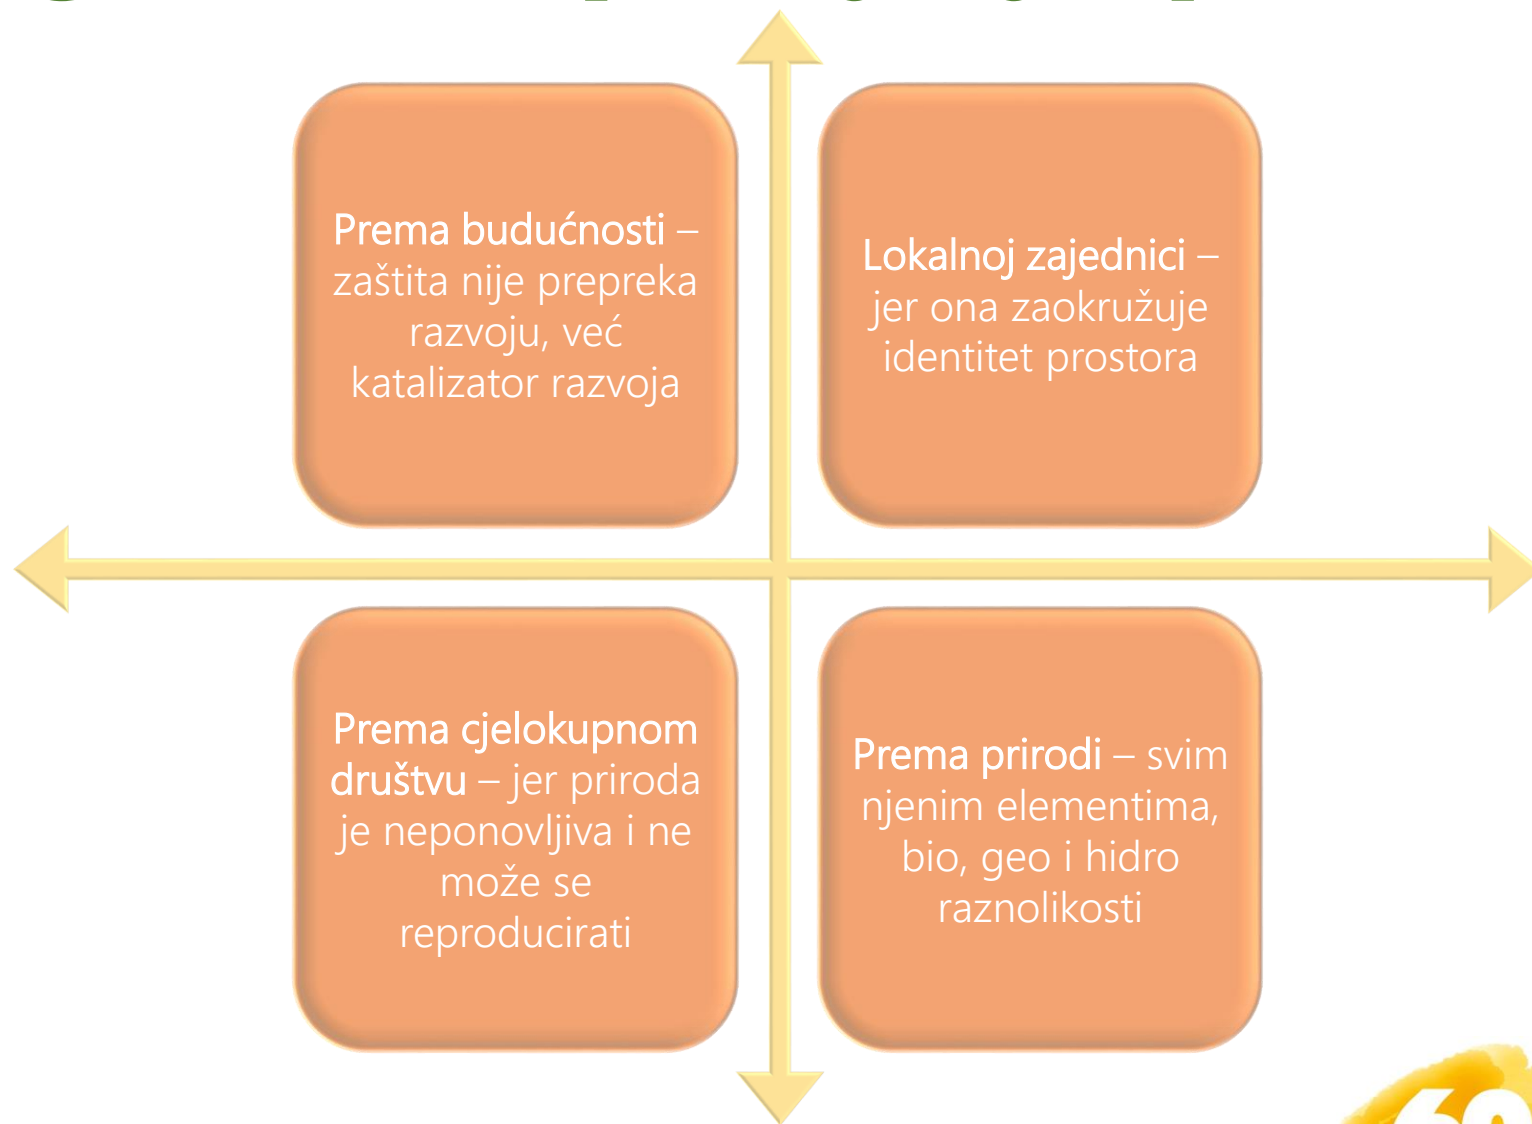 Prema budućnosti –
zaštita nije prepreka
razvoju, već
katalizator razvoja
Lokalnoj zajednici –
jer ona zaokružuje
identitet prostora
Prema cjelokupnom
društvu – jer priroda
je neponovljiva i ne
može se
reproducirati
Prema prirodi – svim
njenim elementima,
bio, geo i hidro
raznolikosti